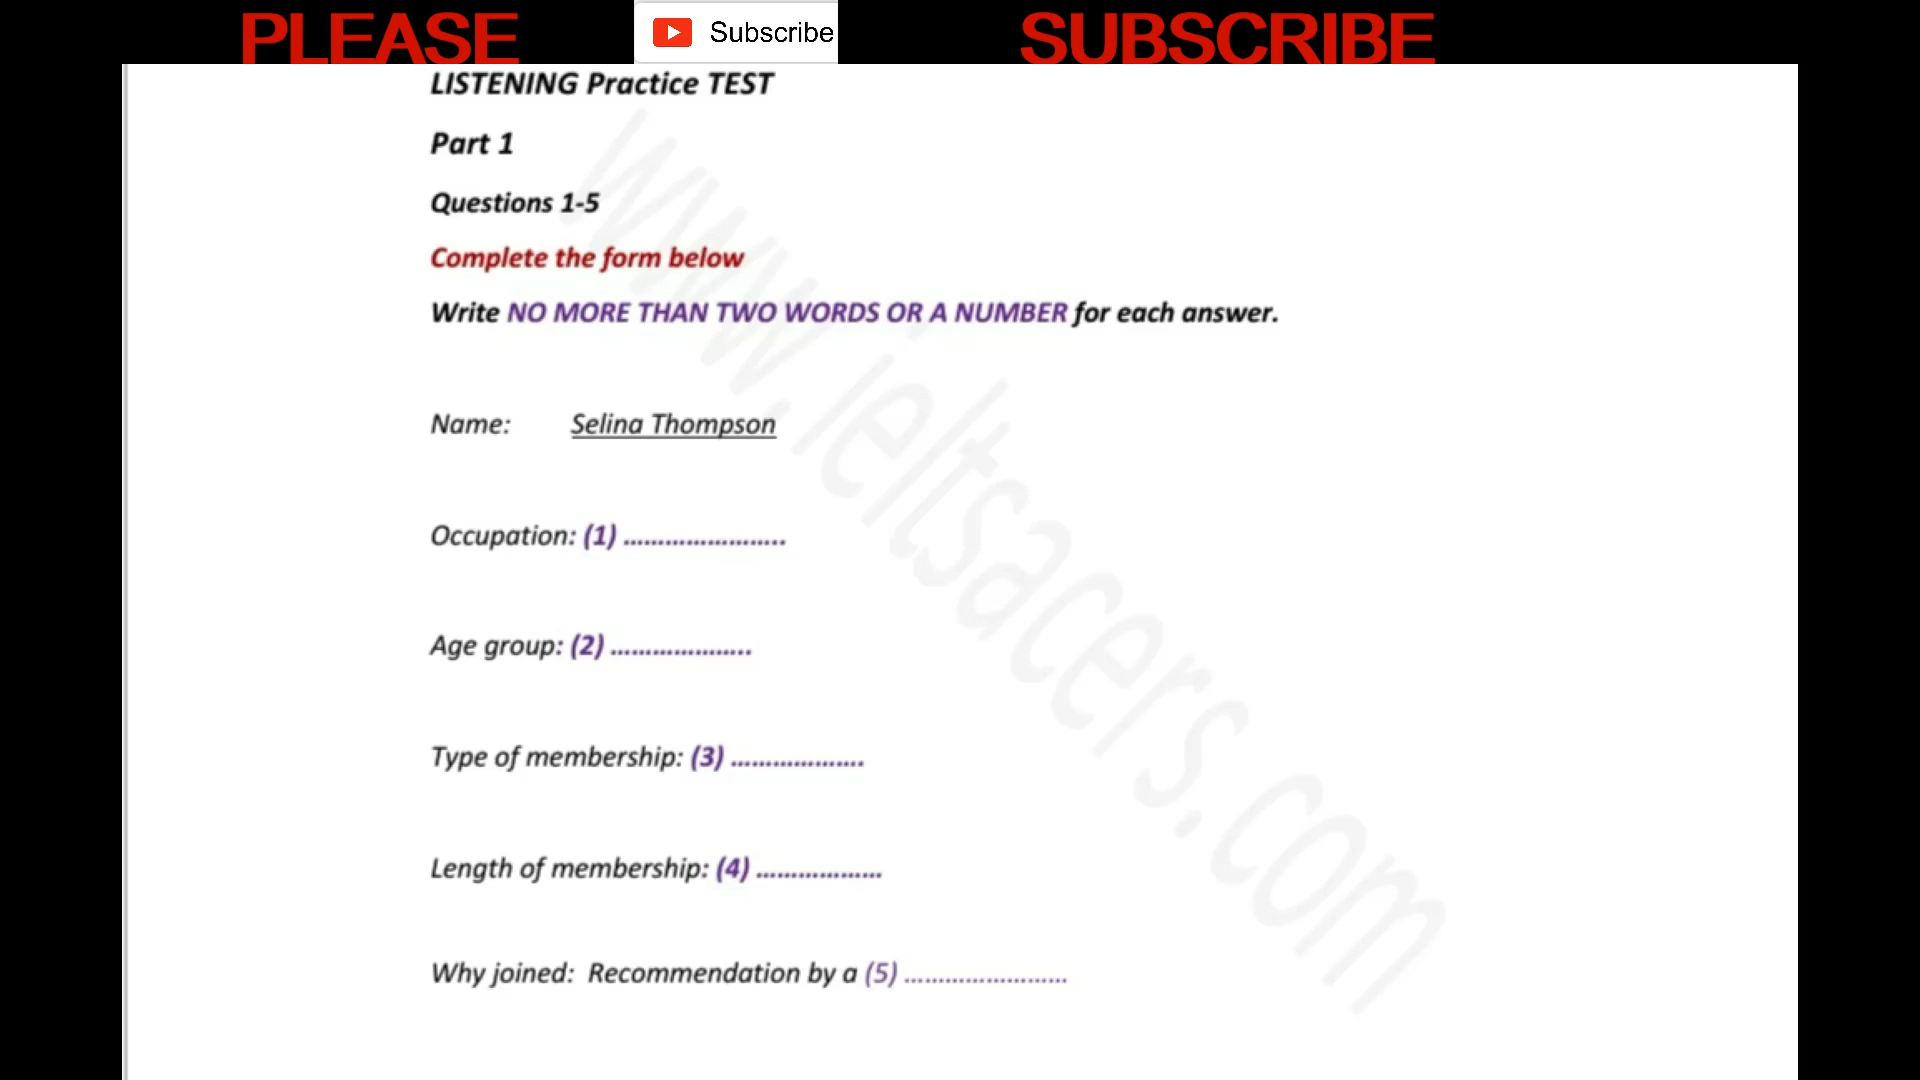 PLEASE Subscribe SUBSCRIBE
LISTENING Practice TEST
Part 1
Questions 1-5
Complete the form below
Write NO MORE THAN TWO WORDS OR A NUMBER for each answer.
Name: Selina Thompson
Occupation: (1) …………………..
Age group: (2) ………………..
Type of membership: (3) ……………….
Length of membership: (4) ………………
Why joined: Recommendation by a (5) ……………………
www.ieltsacers.com